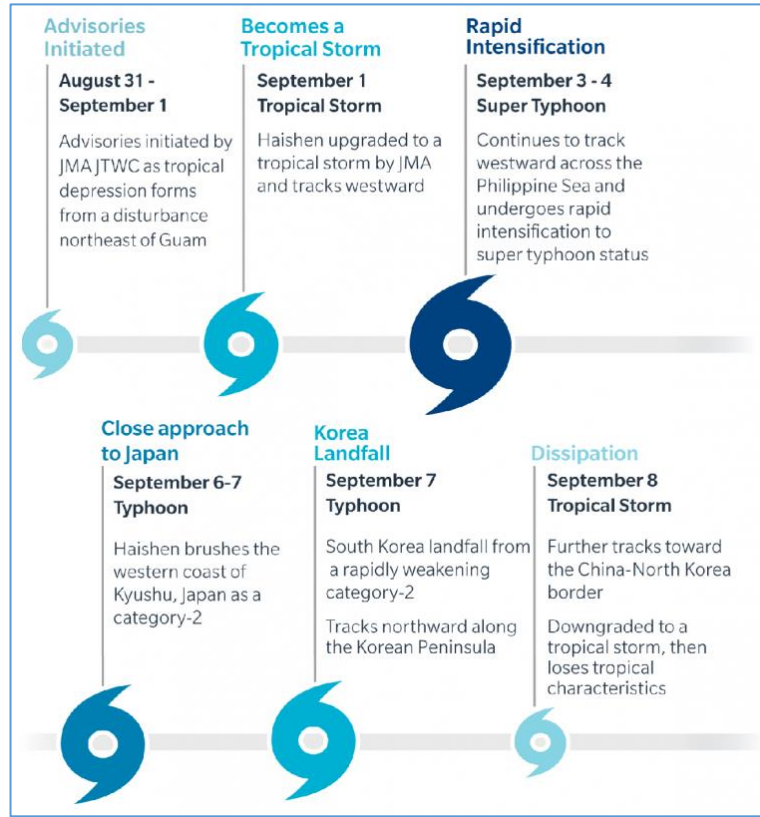 Advisories
Initiated
August 31 -
September 1
Advisories initiated by
JMA JTWC as tropical
depression forms
from a disturbance
northeast of Guam
Becomes a
Tropical Storm
September 1
Tropical Storm
Haishen upgraded to a
tropical storm by JMA
and tracks westward
Rapid
Intensification
September 3 - 4
Super Typhoon
Continues to track
westward across the
Philippine Sea and
undergoes rapid
intensification to
super typhoon status
Close approach
to Japan
September 6-7
Typhoon
Haishen brushes the
western coast of
Kyushu, Japan as a
category-2
Korea
Landfall
September 7
Typhoon
South Korea landfall from
a rapidly weakening
category-2
Tracks northward along
the Korean Peninsula
Dissipation
September 8
Tropical Storm
Further tracks toward
the China-North Korea
border
Downgraded to a
tropical storm, then
loses tropical
characteristics